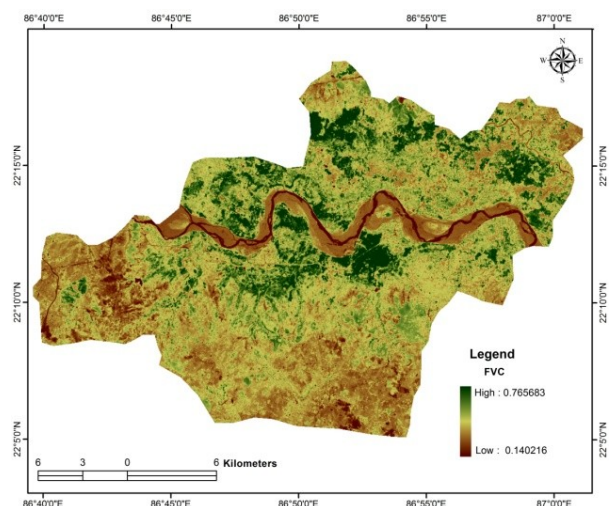 86°40'0"E 86°45'0"E 86°50'0"E 86°55'0"E 87°0'0"E
N
W E
S
22°15'0"N 22°15'0"N
22°10'0"N 22°10'0"N
Legend
FVC
High : 0.765683
Low : 0.140216
22°5'0"N 22°5'0"N
6 3 0 6 Kilometers
86°40'0"E 86°45'0"E 86°50'0"E 86°55'0"E 87°0'0"E